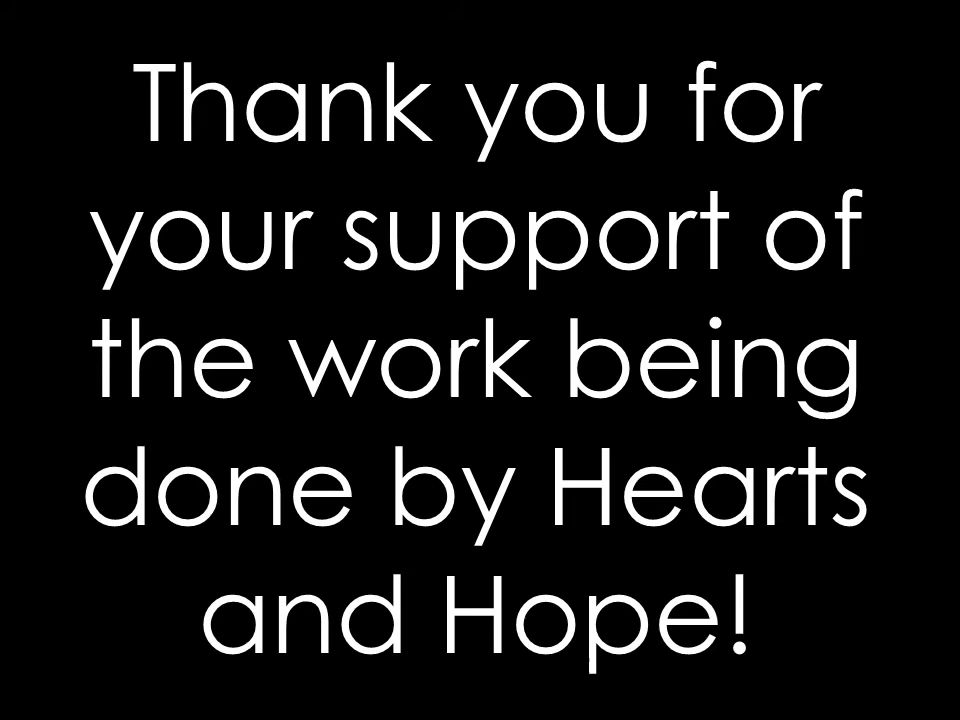 Thank you for
your support of
the work being
done by Hearts
and Hope!